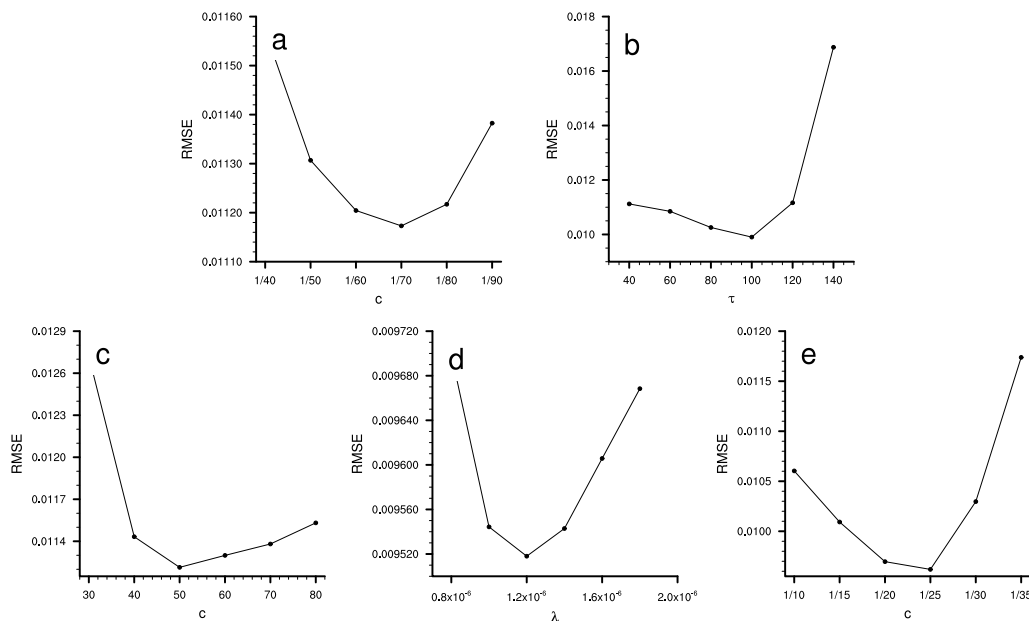 a
RMSE
0.01160
0.01150
0.01140
0.01130
0.01120
0.01110
1/40 1/50 1/60 1/70 1/80 1/90
c
b
RMSE
0.018
0.016
0.014
0.012
0.010
40 60 80 100 120 140
τ
c
RMSE
0.0129
0.0126
0.0123
0.0120
0.0117
0.0114
30 40 50 60 70 80
c
d
RMSE
0.009720
0.009680
0.009640
0.009600
0.009560
0.009520
0.8x10⁻⁶ 1.2x10⁻⁶ 1.6x10⁻⁶ 2.0x10⁻⁶
λ
e
RMSE
0.0120
0.0115
0.0110
0.0105
0.0100
1/10 1/15 1/20 1/25 1/30 1/35
c